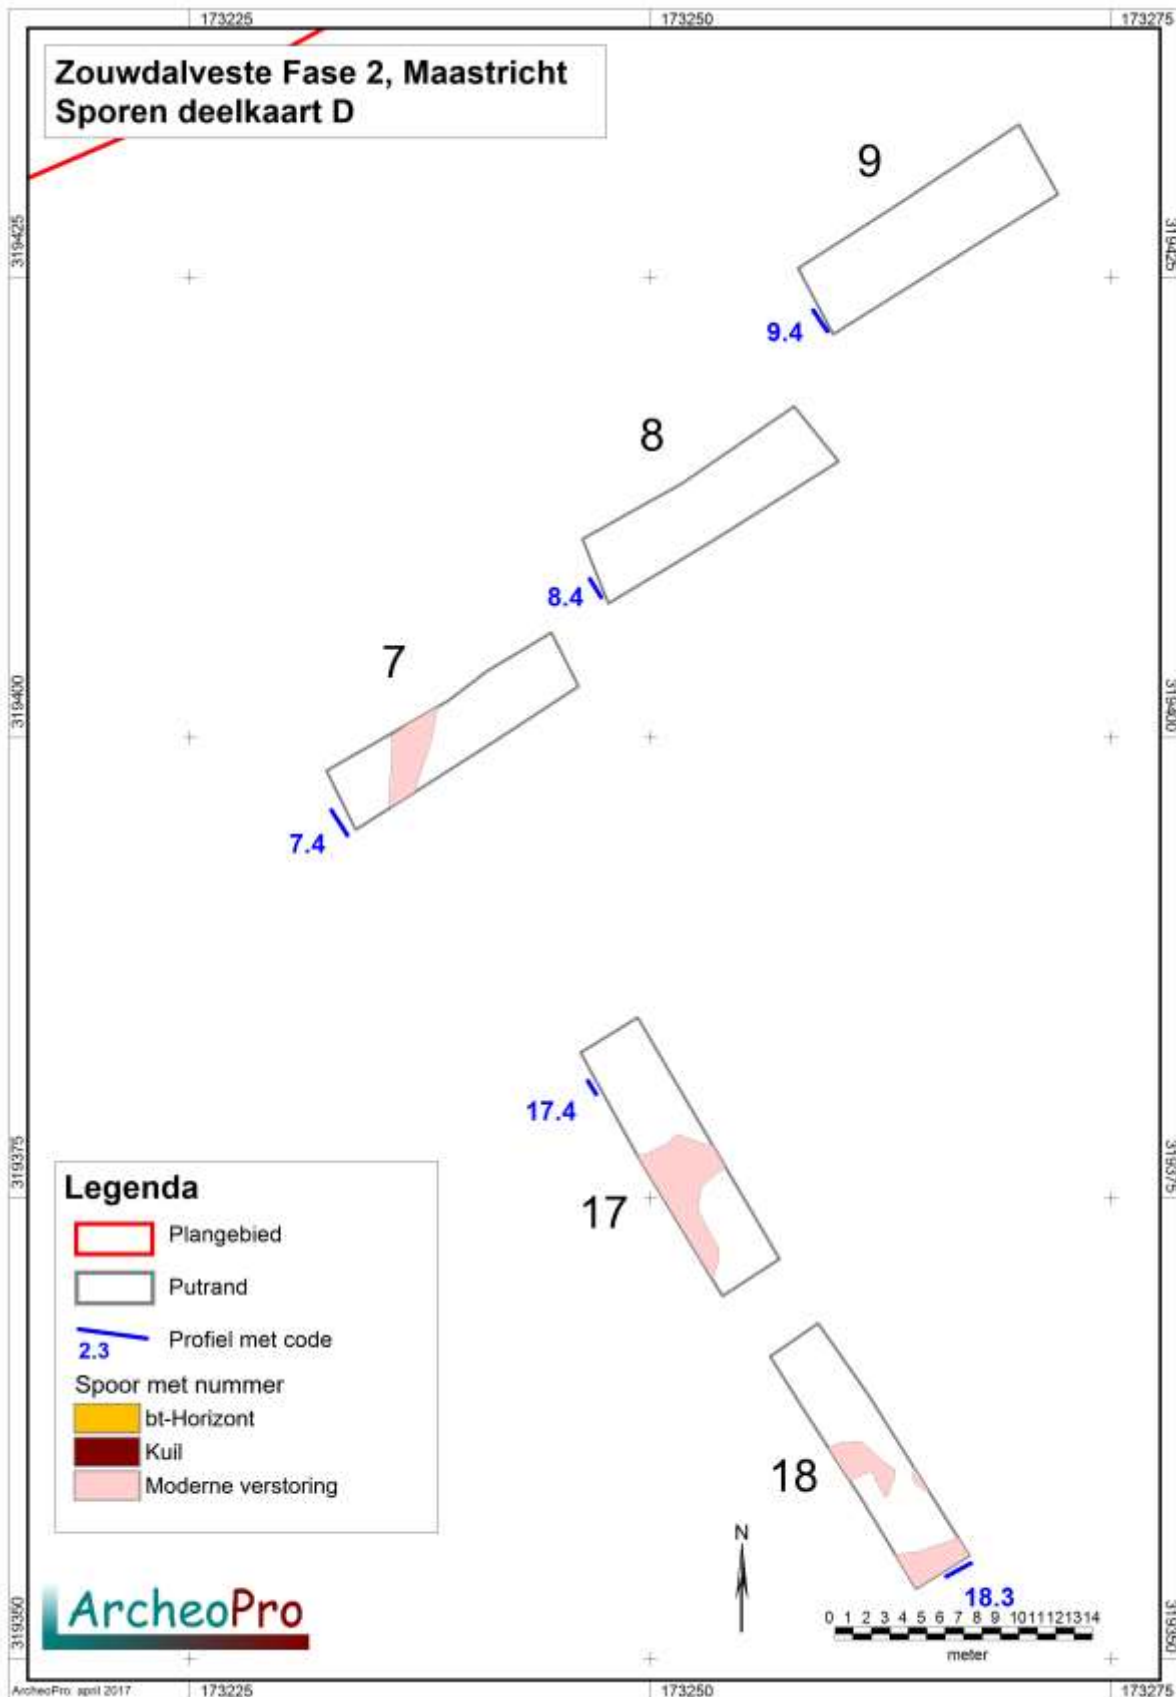 173225
173250
173275
Zouwdalveste Fase 2, Maastricht
Sporen deelkaart D
9
319425
319425
9.4
8
8.4
7
319400
319400
7.4
17.4
319375
319375
17
Legenda
Plangebied
Putrand
2.3 Profiel met code
Spoor met nummer
bt-Horizont
Kuil
Moderne verstoring
18
N
18.3
ArcheoPro
0 1 2 3 4 5 6 7 8 9 10 11 12 13 14
meter
319350
319350
ArcheoPro: april 2017
173225
173250
173275